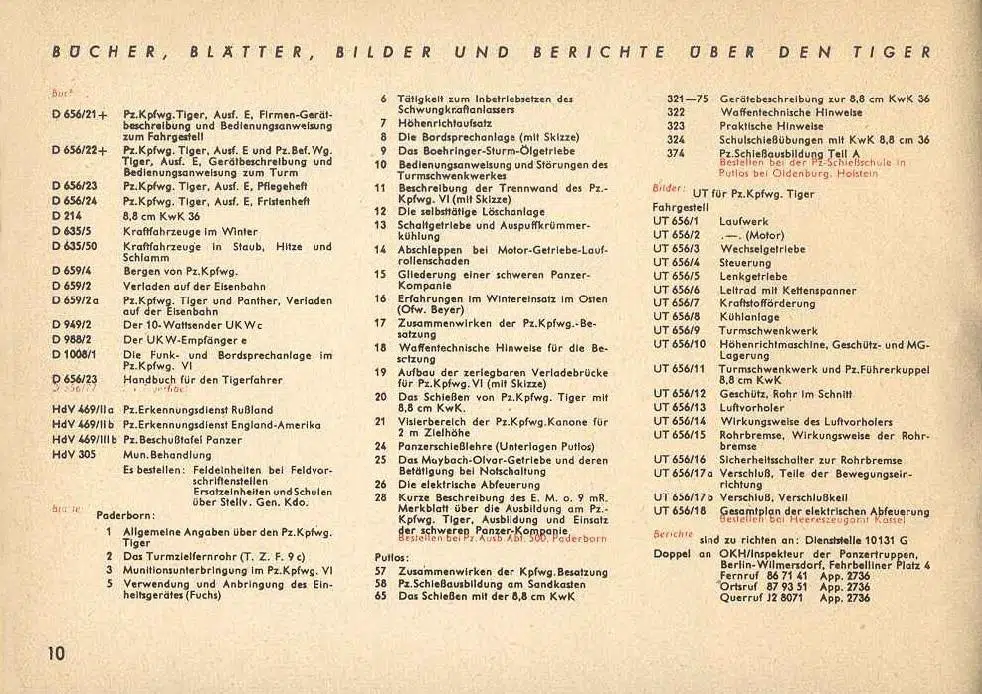 BÜCHER, BLÄTTER, BILDER UND BERICHTE ÜBER DEN TIGER
D 656/21+ Pz.Kpfwg. Tiger, Ausf. E, Firmen-Gerät-
beschreibung und Bedienungsanweisung
zum Fahrgestell
D 656/22+ Pz.Kpfwg. Tiger, Ausf. E und Pz.Bef.Wg.
Tiger, Ausf. E, Gerätbeschreibung und
Bedienungsanweisung zum Turm
D 656/23 Pz.Kpfwg. Tiger, Ausf. E, Pflegeheft
D 656/24 Pz.Kpfwg. Tiger, Ausf. E, Fristenheft
D 214 8,8 cm KwK 36
D 635/5 Kraftfahrzeuge im Winter
D 635/50 Kraftfahrzeuge in Staub, Hitze und
Schlamm
D 659/4 Bergen von Pz.Kpfwg.
D 659/2 Verladen auf der Eisenbahn
D 659/2a Pz.Kpfwg. Tiger und Panther, Verladen
auf der Eisenbahn
D 949/2 Der 10-Wattsender UKWc
D 988/2 Der UKW-Empfänger e
D 1008/1 Die Funk- und Bordsprechanlage im
Pz.Kpfwg. VI
D 656/23 Handbuch für den Tigerfahrer
HdV 469/IIa Pz.Erkennungsdienst Rußland
HdV 469/IIb Pz.Erkennungsdienst England-Amerika
HdV 469/IIIb Pz.Beschußtafel Panzer
HdV 305 Mun.Behandlung
Es bestellen: Feldeinheiten bei Feldvor-
schriftenstellen
Ersatzeinheiten und Schulen
über Stellv. Gen. Kdo.
Paderborn:
1 Allgemeine Angaben über den Pz.Kpfwg.
Tiger
2 Das Turmzielfernrohr (T. Z. F. 9 c)
3 Munitionsunterbringung im Pz.Kpfwg. VI
5 Verwendung und Anbringung des Ein-
heitsgerätes (Fuchs)
6 Tätigkeit zum Inbetriebsetzen des
Schwungkraftanlassers
7 Höhenrichtaufsatz
8 Die Bordsprechanlage (mit Skizze)
9 Das Boehringer-Sturm-Ölgetriebe
10 Bedienungsanweisung und Störungen des
Turmschwenkwerkes
11 Beschreibung der Trennwand des Pz.-
Kpfwg. VI (mit Skizze)
12 Die selbsttätige Löschanlage
13 Schaltgetriebe und Auspuffkrümmer-
kühlung
14 Abschleppen bei Motor-Getriebe-Lauf-
rollenschaden
15 Gliederung einer schweren Panzer-
Kompanie
16 Erfahrungen im Wintereinsatz im Osten
(Ofw. Beyer)
17 Zusammenwirken der Pz.Kpfwg.-Be-
satzung
18 Waffentechnische Hinweise für die Be-
satzung
19 Aufbau der zerlegbaren Verladebrücke
für Pz.Kpfwg. VI (mit Skizze)
20 Das Schießen von Pz.Kpfwg. Tiger mit
8,8 cm KwK.
21 Visierbereich der Pz.Kpfwg.Kanone für
2 m Zielhöhe
24 Panzerschießlehre (Unterlagen Putlos)
25 Das Maybach-Olvar-Getriebe und deren
Betätigung bei Notschaltung
26 Die elektrische Abfeuerung
28 Kurze Beschreibung des E. M. o. 9 mR.
Merkblatt über die Ausbildung am Pz.-
Kpfwg. Tiger, Ausbildung und Einsatz
der schweren Panzer-Kompanie
Bestellen bei Pz. Ausb. Abt. 500, Paderborn
Putlos:
57 Zusammenwirken der Kpfwg.Besatzung
58 Pz.Schießausbildung am Sandkasten
65 Das Schießen mit der 8,8 cm KwK
321—75 Gerätebeschreibung zur 8,8 cm KwK 36
322 Waffentechnische Hinweise
323 Praktische Hinweise
324 Schulschießübungen mit KwK 8,8 cm 36
374 Pz.Schießausbildung Teil A
Bestellen bei der Pz-Schießschule in
Putlos bei Oldenburg. Holstein
Bilder: UT für Pz.Kpfwg. Tiger
Fahrgestell
UT 656/1 Laufwerk
UT 656/2 .—. (Motor)
UT 656/3 Wechselgetriebe
UT 656/4 Steuerung
UT 656/5 Lenkgetriebe
UT 656/6 Leitrad mit Kettenspanner
UT 656/7 Kraftstofförderung
UT 656/8 Kühlanlage
UT 656/9 Turmschwenkwerk
UT 656/10 Höhenrichtmaschine, Geschütz- und MG-
Lagerung
UT 656/11 Turmschwenkwerk und Pz.Führerkuppel
8,8 cm KwK
UT 656/12 Geschütz, Rohr im Schnitt
UT 656/13 Luftvorholer
UT 656/14 Wirkungsweise des Luftvorholers
UT 656/15 Rohrbremse, Wirkungsweise der Rohr-
bremse
UT 656/16 Sicherheitsschalter zur Rohrbremse
UT 656/17a Verschluß, Teile der Bewegungsein-
richtung
UT 656/17b Verschluß, Verschlußkeil
UT 656/18 Gesamtplan der elektrischen Abfeuerung
Bestellen bei Heereszeugamt Kassel
Berichte sind zu richten an: Dienststelle 10131 G
Doppel an OKH/Inspekteur der Panzertruppen,
Berlin-Wilmersdorf, Fehrbelliner Platz 4
Fernruf 86 71 41 App. 2736
Ortsruf 87 93 51 App. 2736
Querruf J2 8071 App. 2736
10